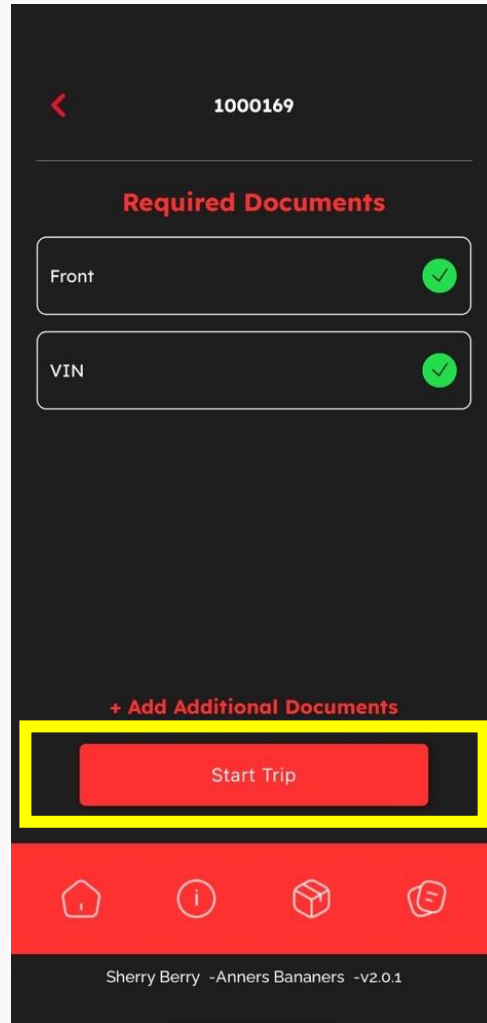 1000169
Required Documents
Front
VIN
+ Add Additional Documents
Start Trip
Sherry Berry -Anners Bananers -v2.0.1